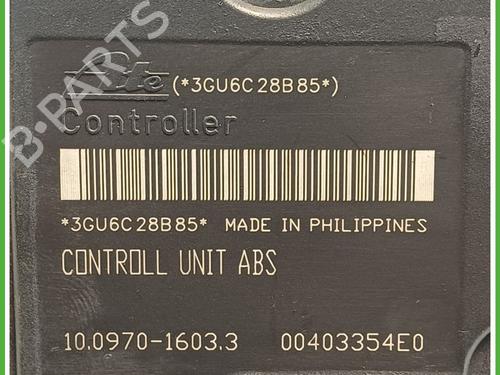 Ate (*3GU6C28B85*)
Controller
*3GU6C28B85* MADE IN PHILIPPINES
CONTROLL UNIT ABS
10.0970-1603.3 00403354E0
B-PARTS